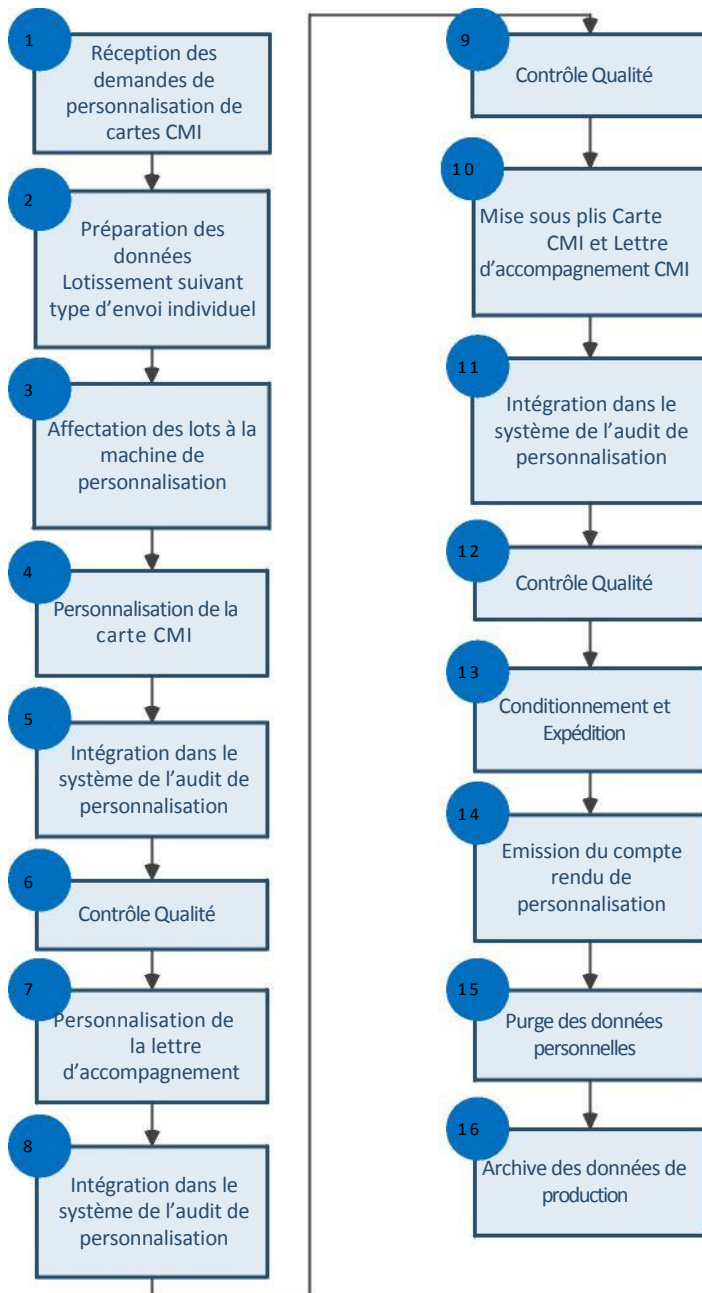 1
Réception des
demandes de
personnalisation de
cartes CMI
2
Préparation des
données
Lotissement suivant
type d'envoi individuel
3
Affectation des lots à la
machine de
personnalisation
4
Personnalisation de la
carte CMI
5
Intégration dans le
système de l'audit de
personnalisation
6
Contrôle Qualité
7
Personnalisation de
la lettre
d'accompagnement
8
Intégration dans le
système de l'audit de
personnalisation
9
Contrôle Qualité
10
Mise sous plis Carte
CMI et Lettre
d'accompagnement CMI
11
Intégration dans le
système de l'audit de
personnalisation
12
Contrôle Qualité
13
Conditionnement et
Expédition
14
Emission du compte
rendu de
personnalisation
15
Purge des données
personnelles
16
Archive des données de
production